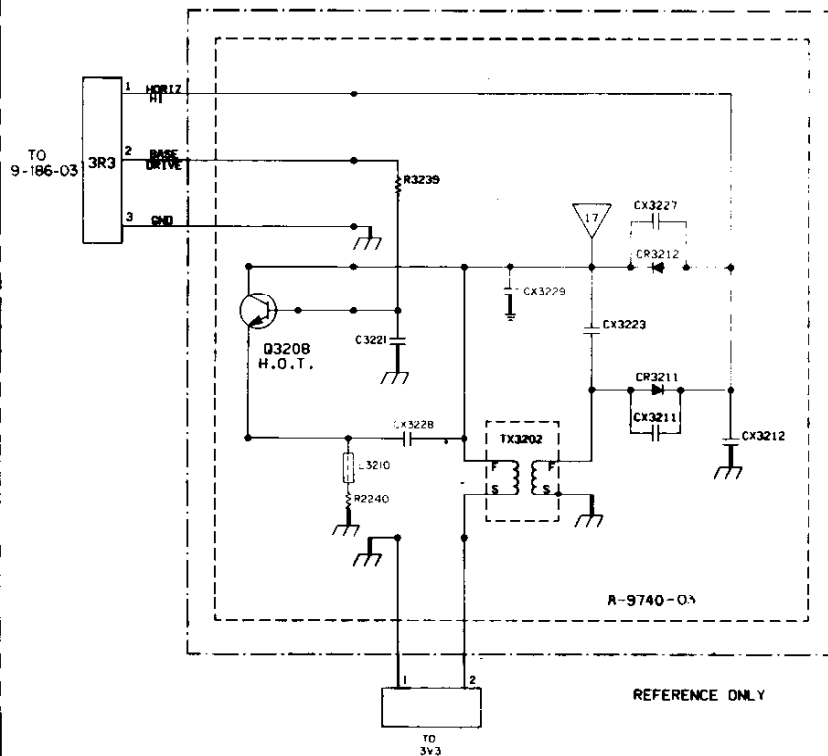 1 HORIZ
HI
TO
9-186-03
3R3
2 BASE
DRIVE
R3239
3 GND
17
CX3227
CR3212
CX3229
CX3223
Q3208
H.O.T.
C3221
CR3211
CX3211
CX3228
TX3202
CX3212
L3210
F F
S S
R2240
A-9740-03
1 2
REFERENCE ONLY
TO
3V3